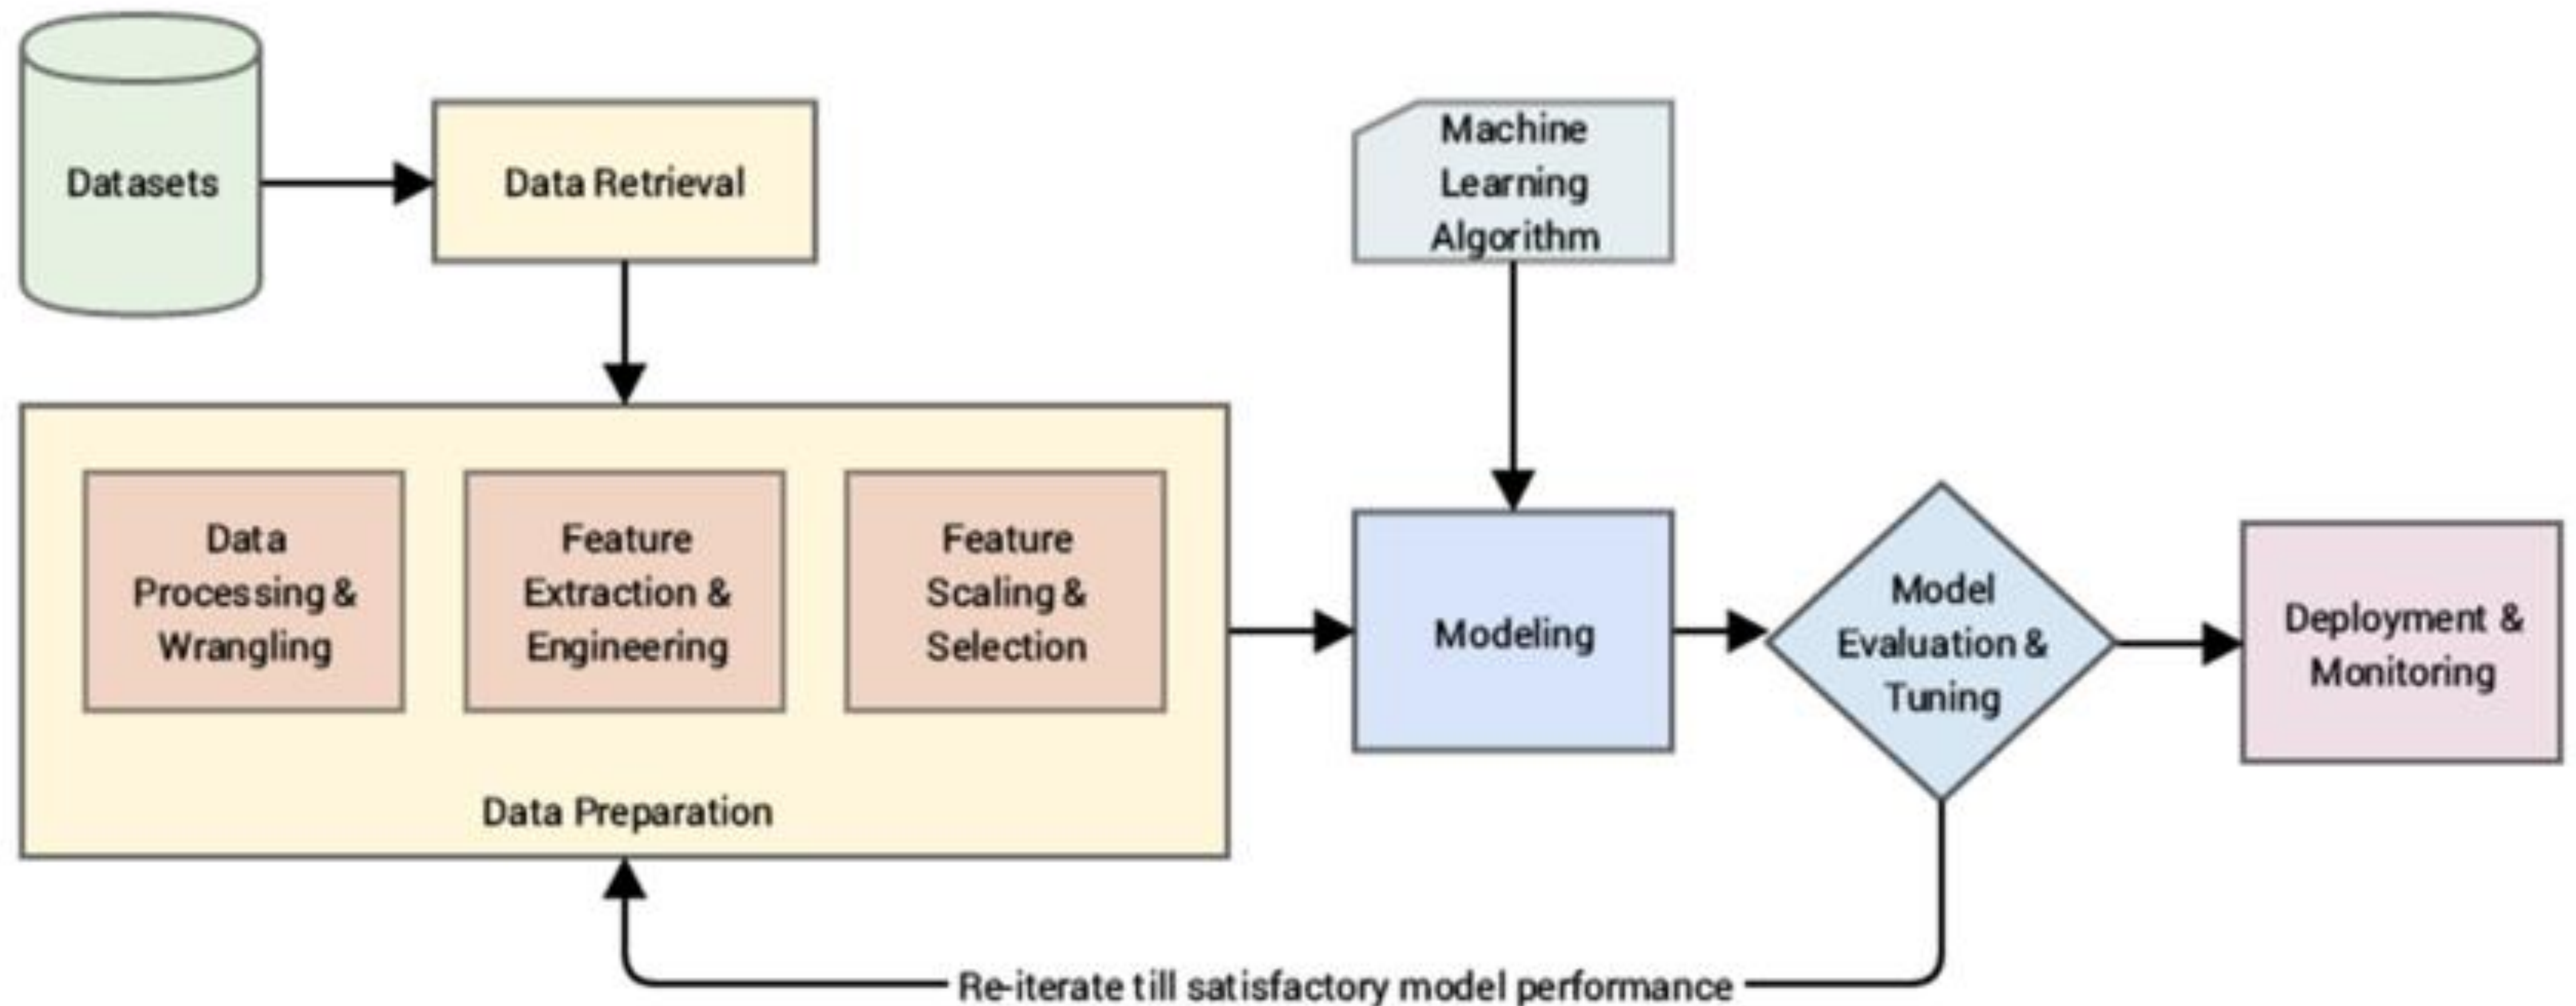 Datasets
Data Retrieval
Machine
Learning
Algorithm
Data
Processing &
Wrangling
Feature
Extraction &
Engineering
Feature
Scaling &
Selection
Data Preparation
Modeling
Model
Evaluation &
Tuning
Deployment &
Monitoring
Re-iterate till satisfactory model performance